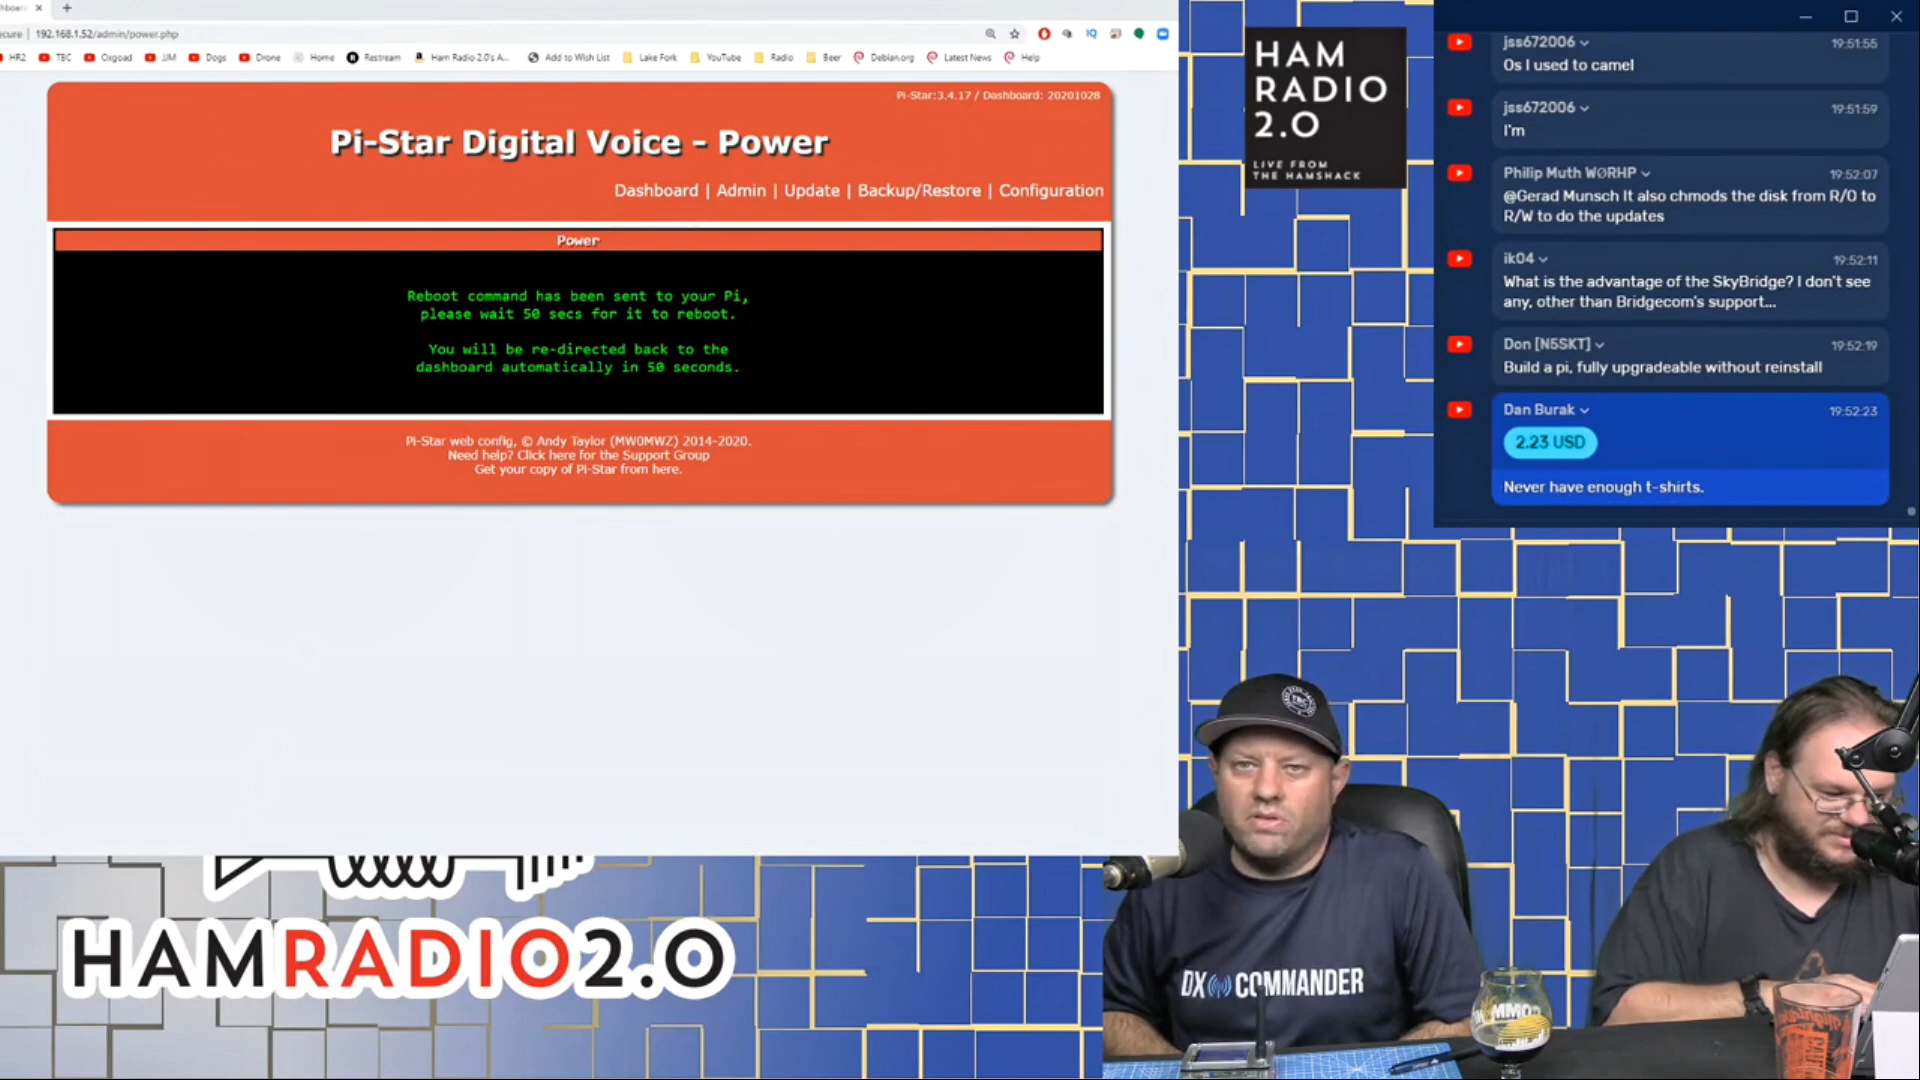 192.168.1.52/admin/power.php
HR2 TBC Oxgoad JJM Dogs Drone Home Restream Ham Radio 2.0's A... Add to Wish List Lake Fork YouTube Radio Beer Debian.org Latest News Help
Pi-Star:3.4.17 / Dashboard: 20201028
Pi-Star Digital Voice - Power
Dashboard | Admin | Update | Backup/Restore | Configuration
Power
Reboot command has been sent to your Pi,
please wait 50 secs for it to reboot.
You will be re-directed back to the
dashboard automatically in 50 seconds.
Pi-Star web config, © Andy Taylor (MW0MWZ) 2014-2020.
Need help? Click here for the Support Group
Get your copy of Pi-Star from here.
HAM
RADIO
2.0
LIVE FROM
THE HAMSHACK
jss672006 19:51:55
Os I used to camel
jss672006 19:51:59
I'm
Philip Muth WØRHP 19:52:07
@Gerad Munsch It also chmods the disk from R/O to
R/W to do the updates
ik04 19:52:11
What is the advantage of the SkyBridge? I don't see
any, other than Bridgecom's support...
Don [N5SKT] 19:52:19
Build a pi, fully upgradeable without reinstall
Dan Burak 19:52:23
2.23 USD
Never have enough t-shirts.
HAMRADIO2.0
DX COMMANDER